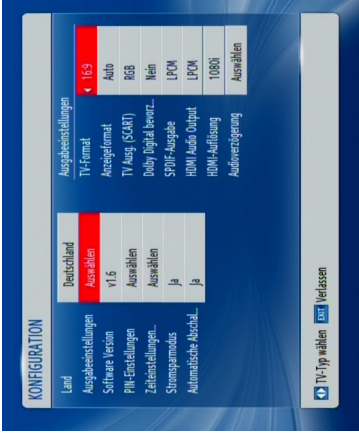 KONFIGURATION
Land Deutschland
Ausgabeeinstellungen Auswählen
Software Version v1.6
PIN-Einstellungen Auswählen
Zeiteinstellungen... Auswählen
Stromsparmodus Ja
Automatische Abschal... Ja
Ausgabeeinstellungen
TV-Format 16:9
Anzeigeformat Auto
TV Ausg. (SCART) RGB
Dolby Digital bevorz... Nein
SPDIF-Ausgabe LPCM
HDMI Audio Output LPCM
HDMI-Auflösung 1080i
Audioverzögerung Auswählen
TV-Typ wählen EXIT Verlassen